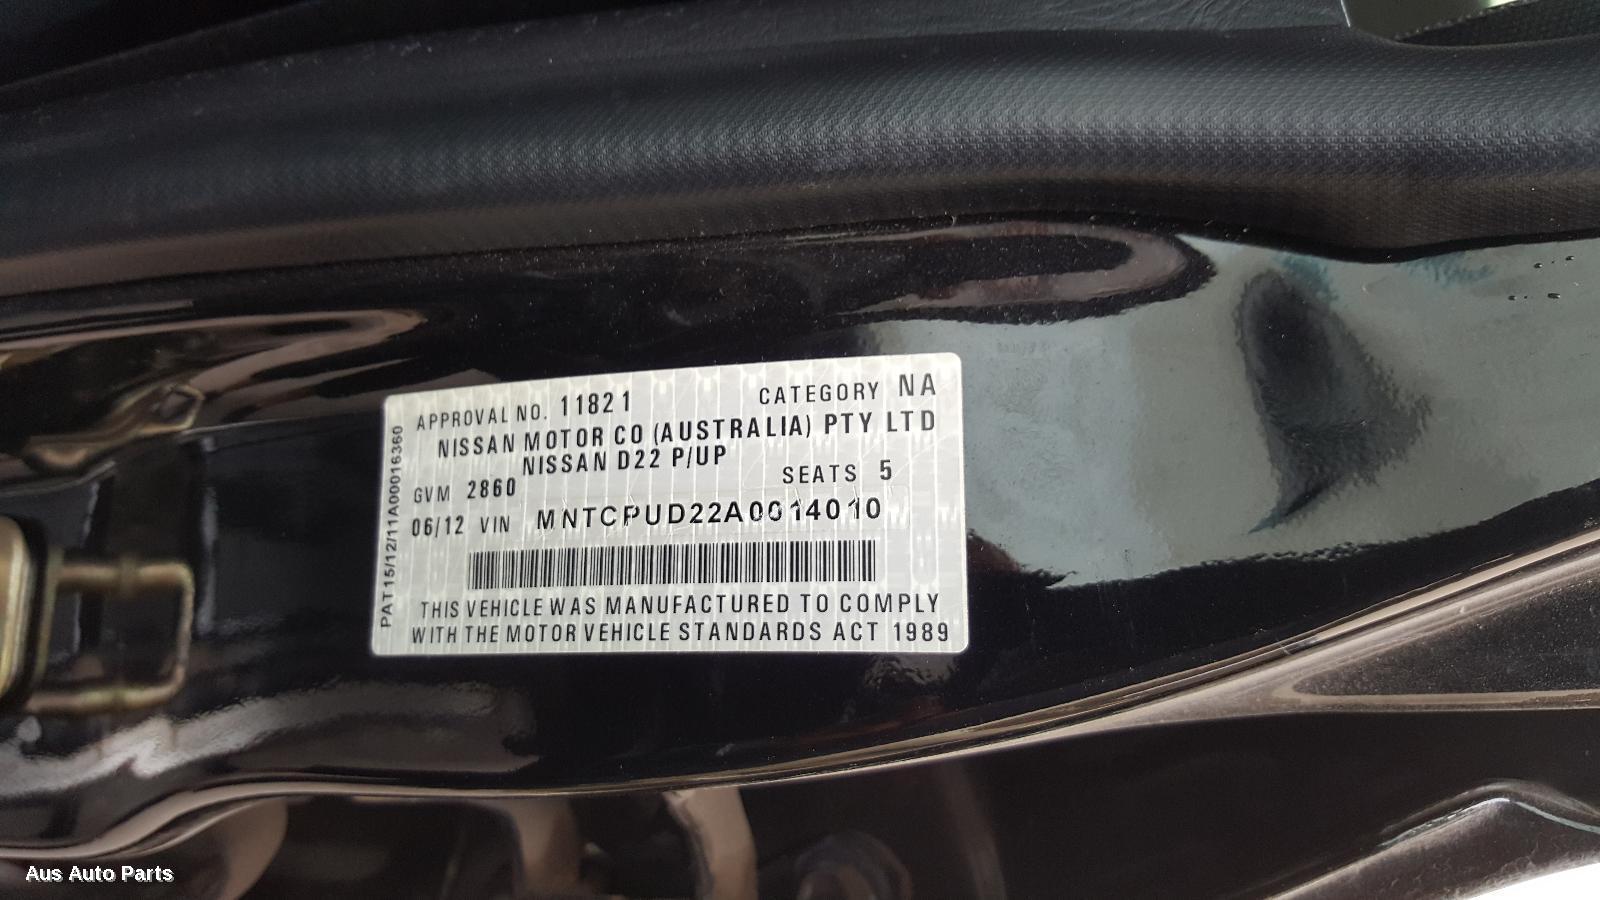 APPROVAL NO. 11821 CATEGORY NA
NISSAN MOTOR CO (AUSTRALIA) PTY LTD
NISSAN D22 P/UP
GVM 2860 SEATS 5
06/12 VIN MNTCPUD22A0014010
THIS VEHICLE WAS MANUFACTURED TO COMPLY
WITH THE MOTOR VEHICLE STANDARDS ACT 1989
PAT15/12/11A00016360
Aus Auto Parts